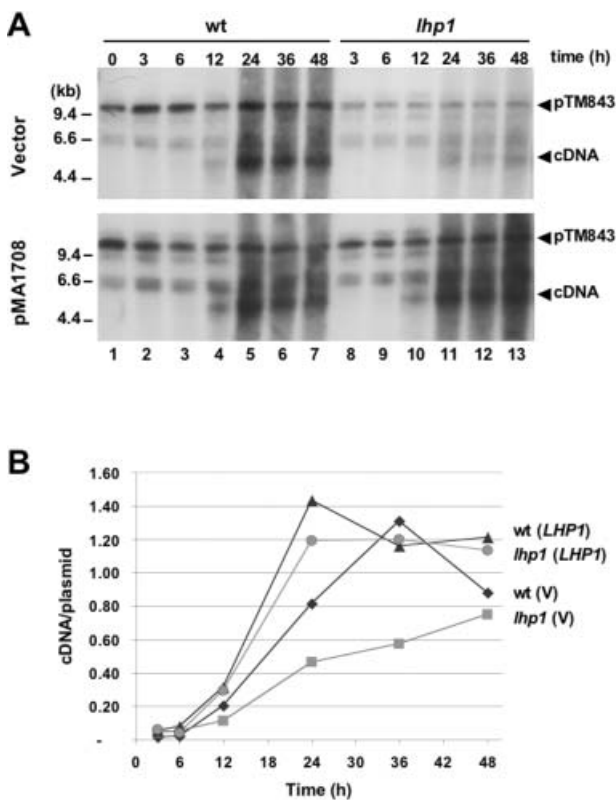 A
wt lhp1
0 3 6 12 24 36 48 3 6 12 24 36 48 time (h)
(kb)
Vector
9.4
6.6
4.4
pTM843
cDNA
pMA1708
9.4
6.6
4.4
pTM843
cDNA
1 2 3 4 5 6 7 8 9 10 11 12 13
B
cDNA/plasmid
1.60
1.40
1.20
1.00
0.80
0.60
0.40
0.20
-
0 6 12 24 36 48
Time (h)
wt (LHP1)
lhp1 (LHP1)
wt (V)
lhp1 (V)